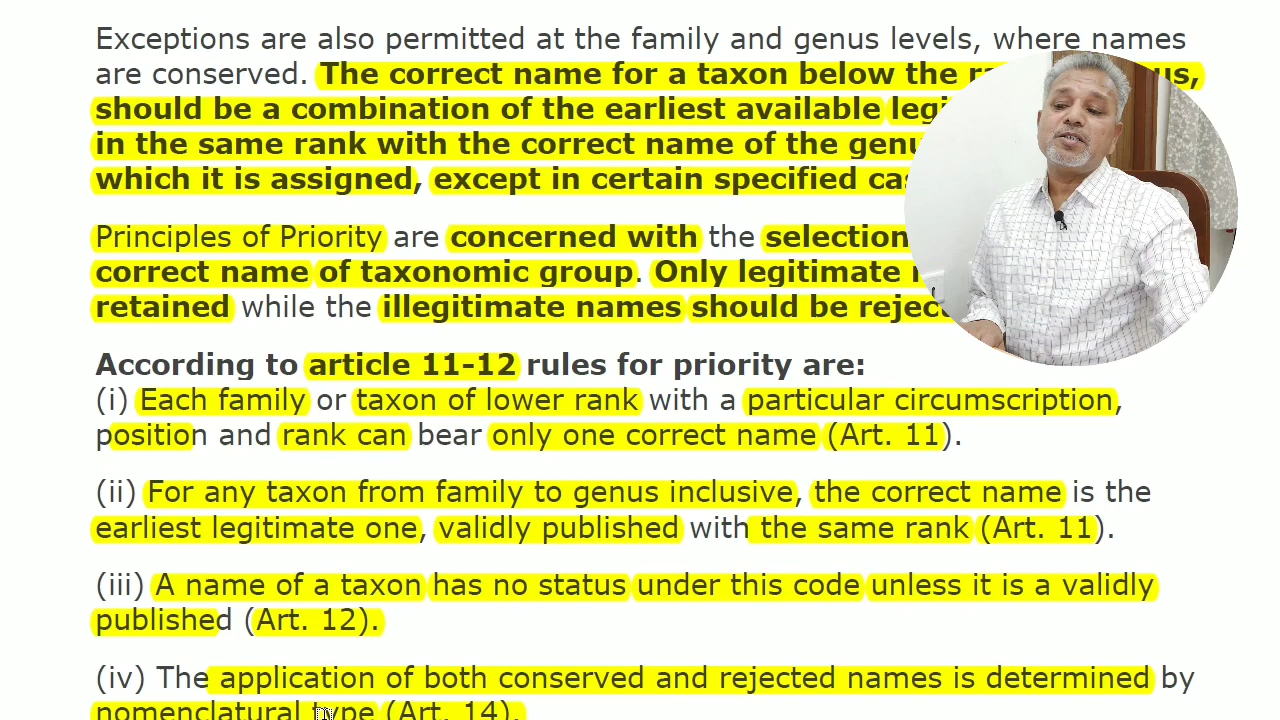 Exceptions are also permitted at the family and genus levels, where names
are conserved. The correct name for a taxon below the
should be a combination of the earliest available
in the same rank with the correct name of the
which it is assigned, except in certain specified
Principles of Priority are concerned with the selection
correct name of taxonomic group. Only legitimate
retained while the illegitimate names should be
According to article 11-12 rules for priority are:
(i) Each family or taxon of lower rank with a particular circumscription,
position and rank can bear only one correct name (Art. 11).
(ii) For any taxon from family to genus inclusive, the correct name is the
earliest legitimate one, validly published with the same rank (Art. 11).
(iii) A name of a taxon has no status under this code unless it is a validly
published (Art. 12).
(iv) The application of both conserved and rejected names is determined by
nomenclatural type (Art. 14).